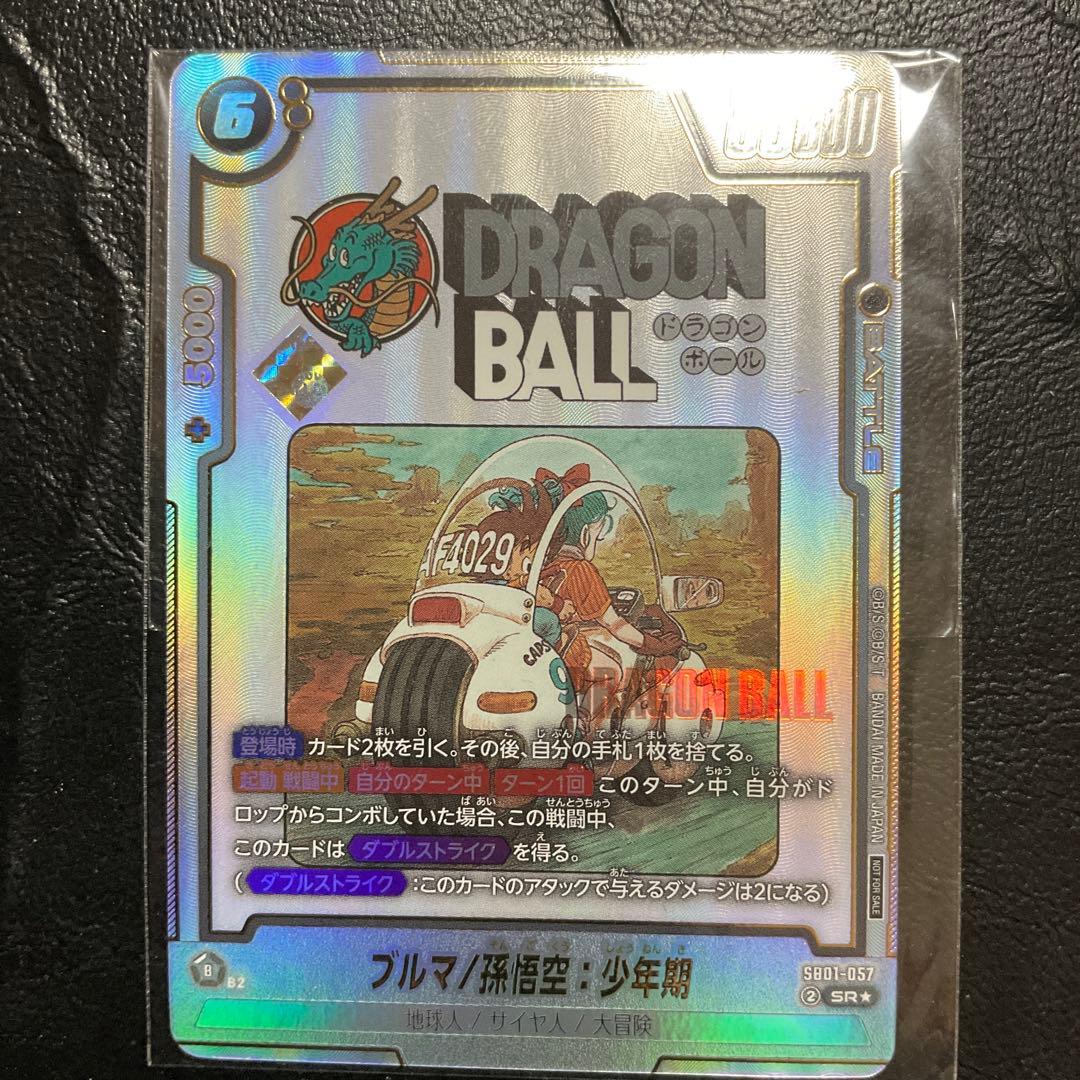 6
5000
DRAGON
BALL
ドラゴン
ボール
BATTLE
AF4029
CAPS
9
DRAGON BALL
登場時 カード2枚を引く。その後、自分の手札1枚を捨てる。
起動 戦闘中 自分のターン中 ターン1回 このターン中、自分がド
ロップからコンボしていた場合、この戦闘中、
このカードは ダブルストライク を得る。
( ダブルストライク :このカードのアタックで与えるダメージは2になる)
©B/S ©B/S･T BANDAI MADE IN JAPAN
NOT FOR SALE
ブルマ/孫悟空:少年期
SB01-057
② SR★
B B2
地球人/サイヤ人/大冒険